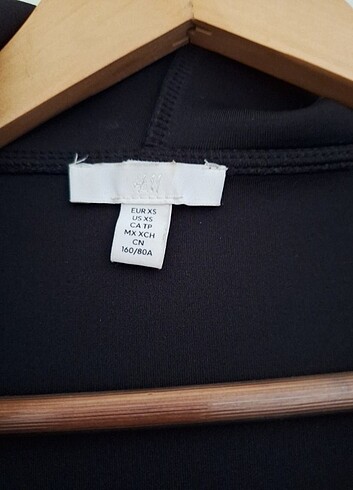 H&M
EUR XS
US XS
CA TP
MX XCH
CN
160/80A